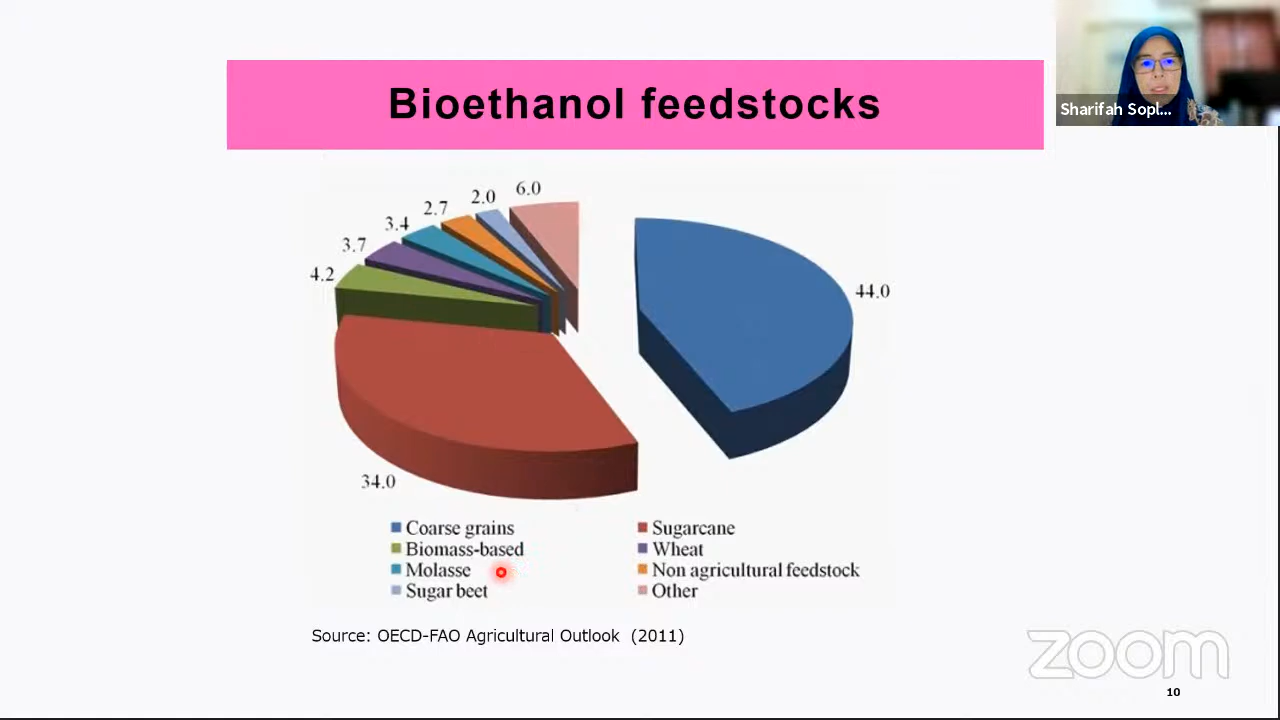 Bioethanol feedstocks
Sharifah Sopl...
6.0
2.0
2.7
3.4
3.7
4.2
44.0
34.0
Coarse grains
Sugarcane
Biomass-based
Wheat
Molasse
Non agricultural feedstock
Sugar beet
Other
Source: OECD-FAO Agricultural Outlook (2011)
zoom
10